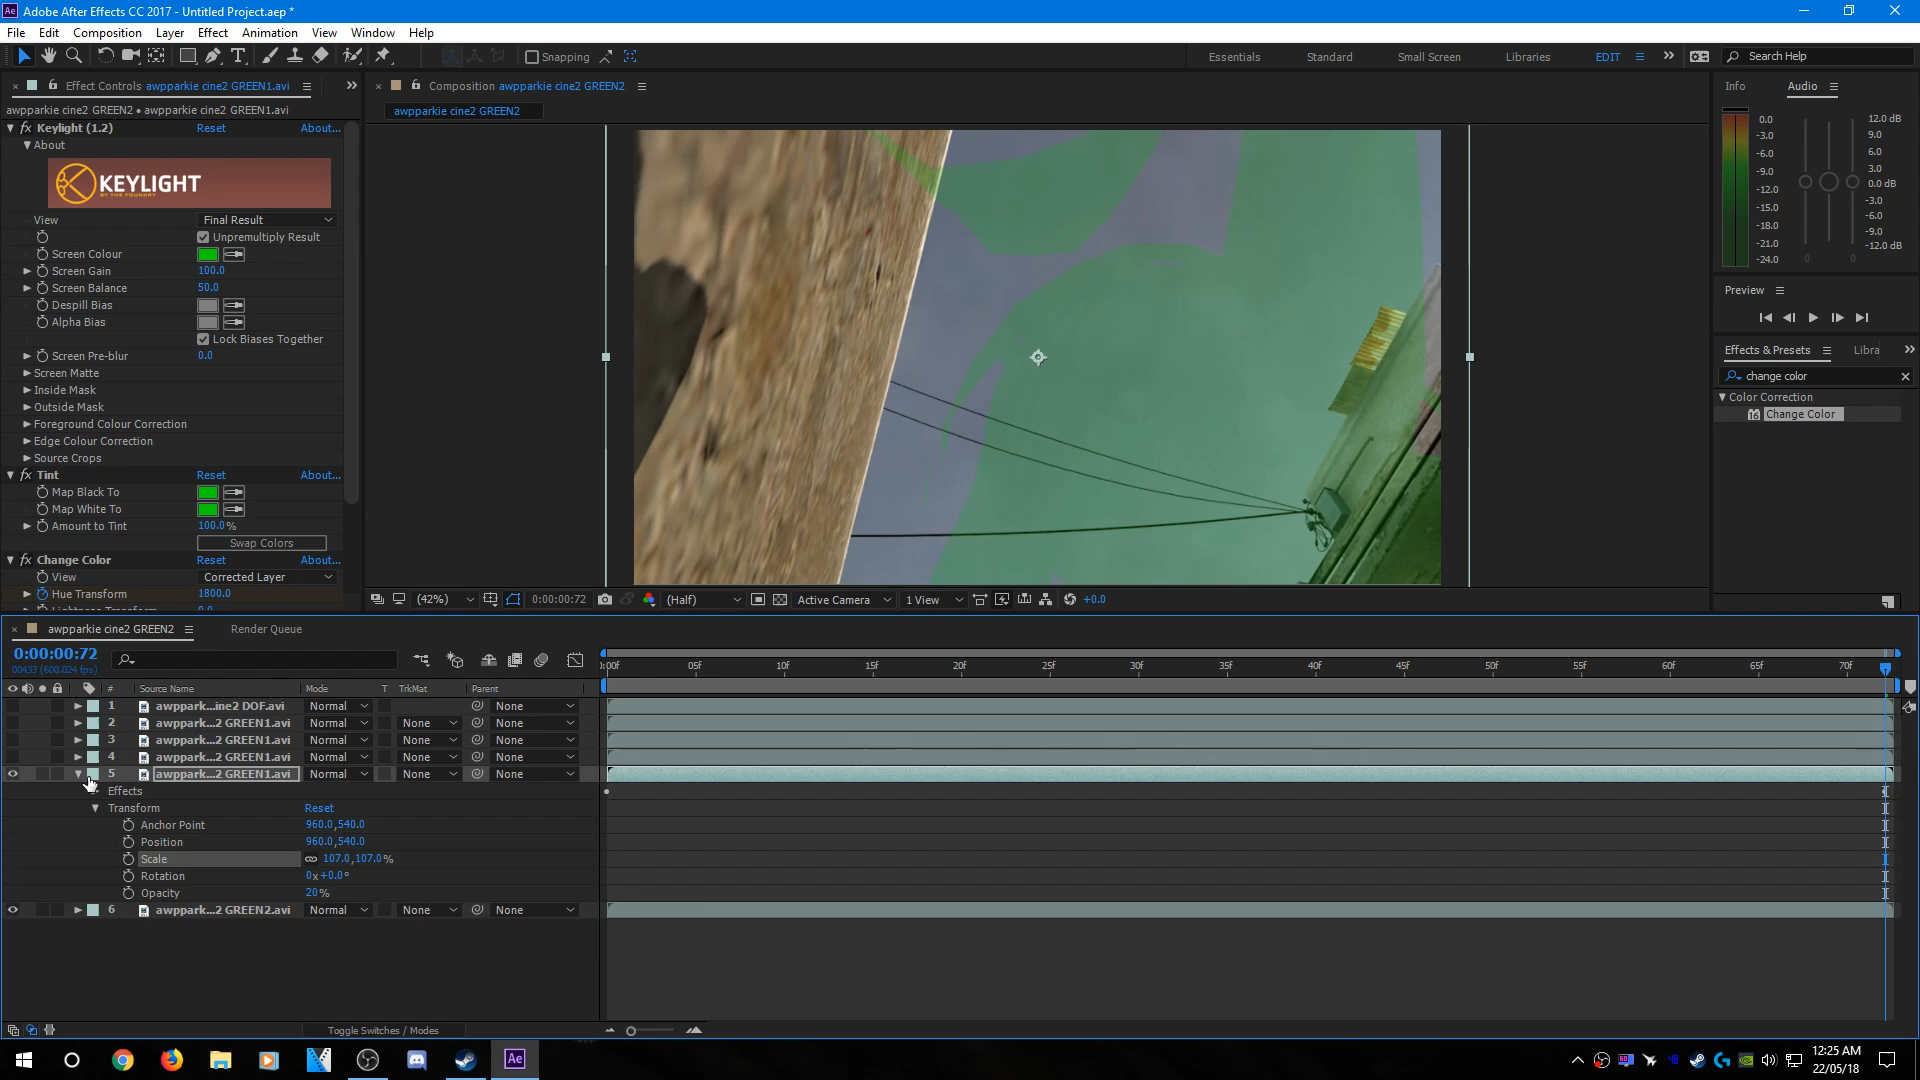 Ae Adobe After Effects CC 2017 - Untitled Project.aep *
File Edit Composition Layer Effect Animation View Window Help
Snapping Essentials Standard Small Screen Libraries EDIT Search Help
Effect Controls awpparkie cine2 GREEN1.avi
Composition awpparkie cine2 GREEN2
awpparkie cine2 GREEN2 • awpparkie cine2 GREEN1.avi
awpparkie cine2 GREEN2
fx Keylight (1.2) Reset About...
About
KEYLIGHT
BY THE FOUNDRY
View Final Result
Unpremultiply Result
Screen Colour
Screen Gain 100.0
Screen Balance 50.0
Despill Bias
Alpha Bias
Lock Biases Together
Screen Pre-blur 0.0
Screen Matte
Inside Mask
Outside Mask
Foreground Colour Correction
Edge Colour Correction
Source Crops
fx Tint Reset About...
Map Black To
Map White To
Amount to Tint 100.0%
Swap Colors
fx Change Color Reset About...
View Corrected Layer
Hue Transform 1800.0
Lightness Transform 0.0
(42%) 0:00:00:72 (Half) Active Camera 1 View +0.0
Info Audio
0.0
-3.0
-6.0
-9.0
-12.0
-15.0
-18.0
-21.0
-24.0
12.0 dB
9.0
6.0
3.0
0.0 dB
-3.0
-6.0
-9.0
-12.0 dB
0 0
Preview
Effects & Presets Libra
change color
Color Correction
16 Change Color
awpparkie cine2 GREEN2 Render Queue
0:00:00:72
00433 (600.024 fps)
:00f 05f 10f 15f 20f 25f 30f 35f 40f 45f 50f 55f 60f 65f 70f
# Source Name Mode T TrkMat Parent
1 awppark...ine2 DOF.avi Normal None
2 awppark...2 GREEN1.avi Normal None None
3 awppark...2 GREEN1.avi Normal None None
4 awppark...2 GREEN1.avi Normal None None
5 awppark...2 GREEN1.avi Normal None None
Effects
Transform Reset
Anchor Point 960.0,540.0
Position 960.0,540.0
Scale 107.0,107.0%
Rotation 0x+0.0°
Opacity 20%
6 awppark...2 GREEN2.avi Normal None None
Toggle Switches / Modes
Ae
12:25 AM
22/05/18